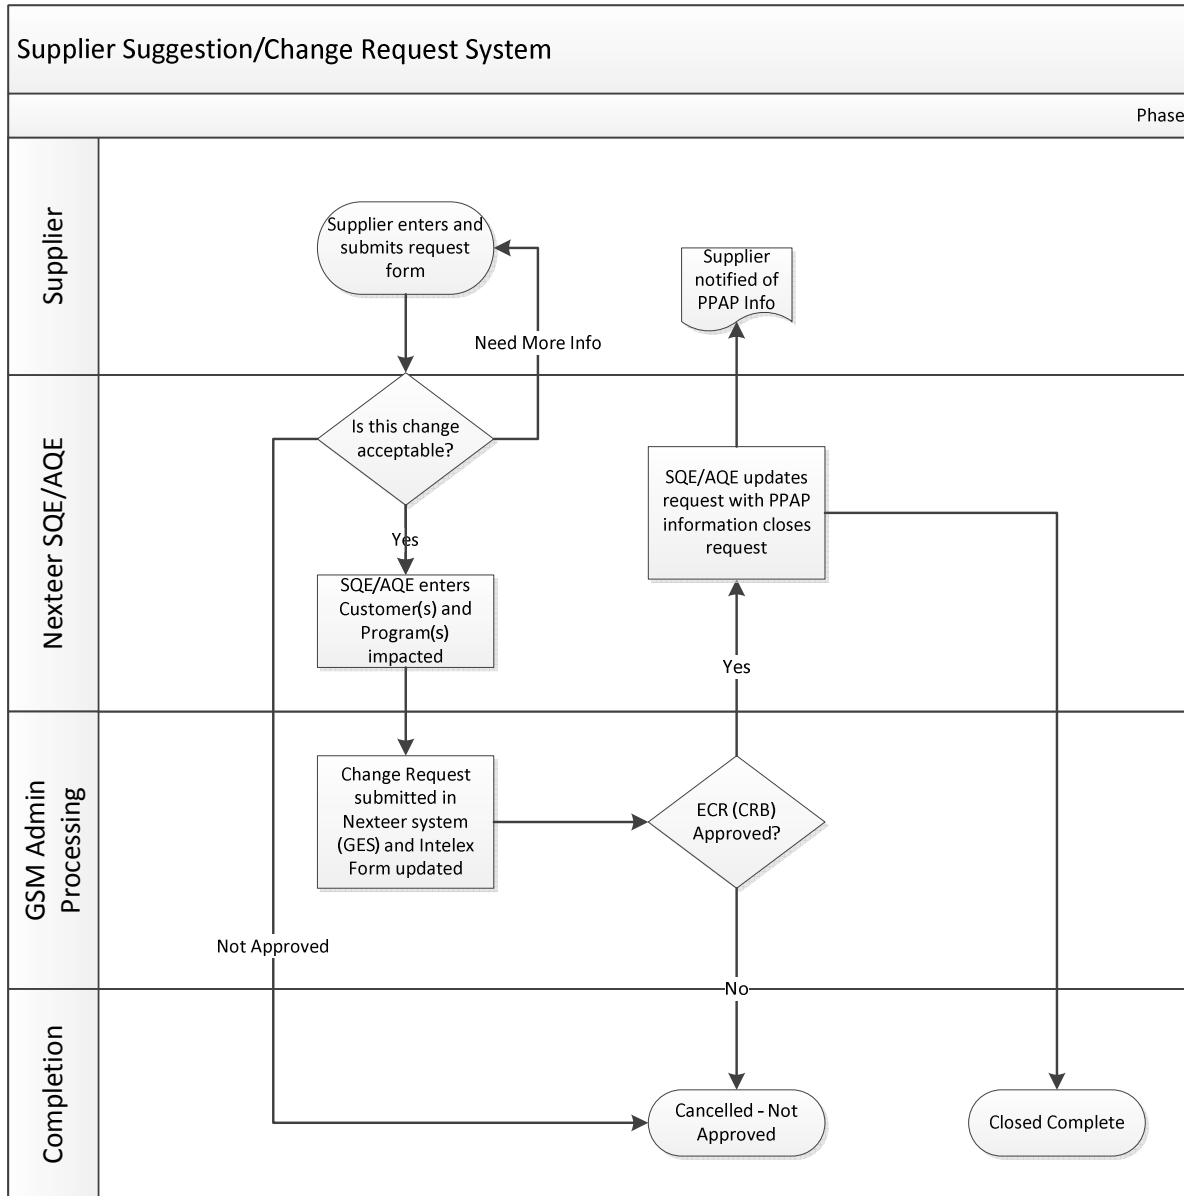 Supplier Suggestion/Change Request System
Phase
Supplier
Supplier enters and
submits request
form
Supplier
notified of
PPAP Info
Need More Info
Nexteer SQE/AQE
Is this change
acceptable?
SQE/AQE updates
request with PPAP
information closes
request
Yes
SQE/AQE enters
Customer(s) and
Program(s)
impacted
Yes
GSM Admin
Processing
Change Request
submitted in
Nexteer system
(GES) and Intelex
Form updated
ECR (CRB)
Approved?
Not Approved
No
Completion
Cancelled - Not
Approved
Closed Complete